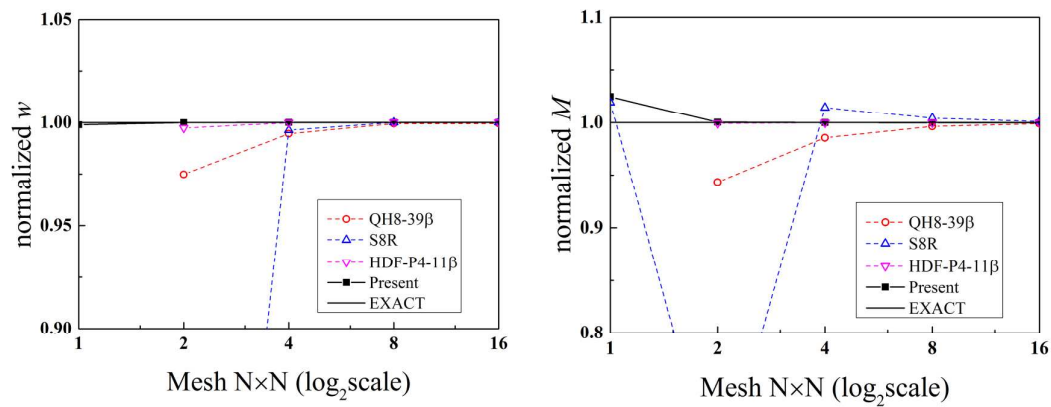 1.05
1.00
0.95
0.90
normalized w
QH8-39β
S8R
HDF-P4-11β
Present
EXACT
1
2
4
8
16
Mesh N×N (log₂scale)
1.1
1.0
0.9
0.8
normalized M
QH8-39β
S8R
HDF-P4-11β
Present
EXACT
1
2
4
8
16
Mesh N×N (log₂scale)